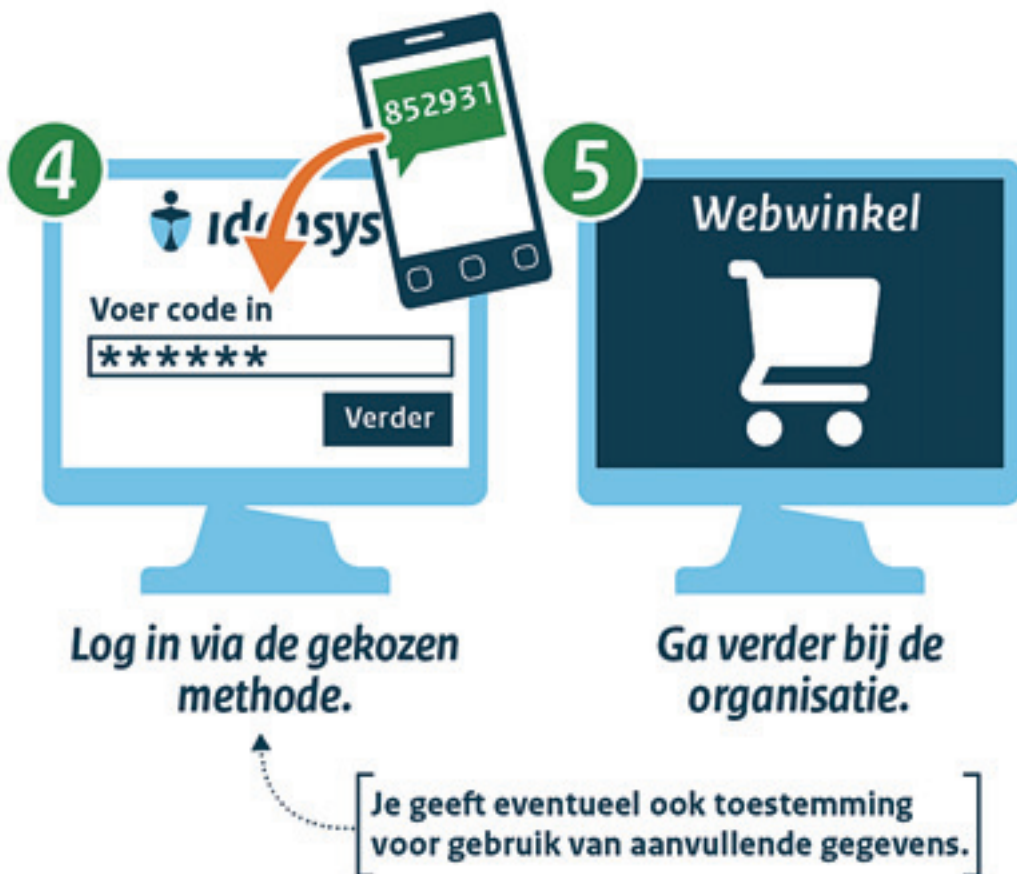 852931
4
5
idensys
Webwinkel
Voer code in
******
Verder
Log in via de gekozen
methode.
Ga verder bij de
organisatie.
Je geeft eventueel ook toestemming
voor gebruik van aanvullende gegevens.